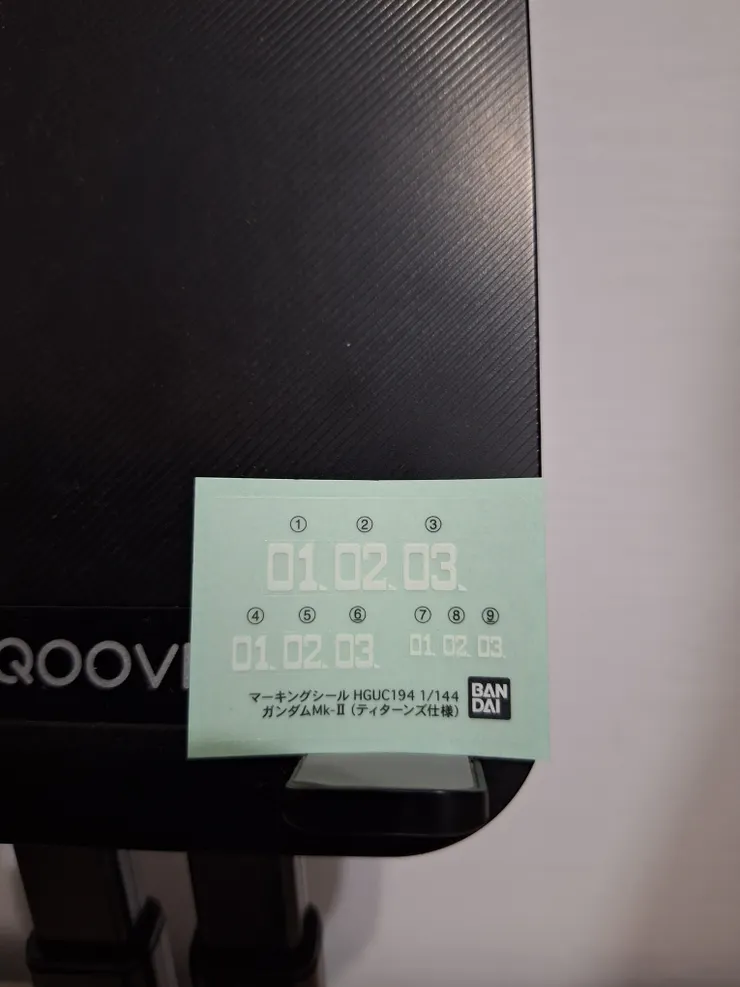 ① ② ③
01. 02. 03.
④ ⑤ ⑥
01. 02. 03.
⑦ ⑧ ⑨
01. 02. 03.
マーキングシール HGUC194 1/144
ガンダムMk-Ⅱ (ティターンズ仕様)
BAN
DAI
QOOV